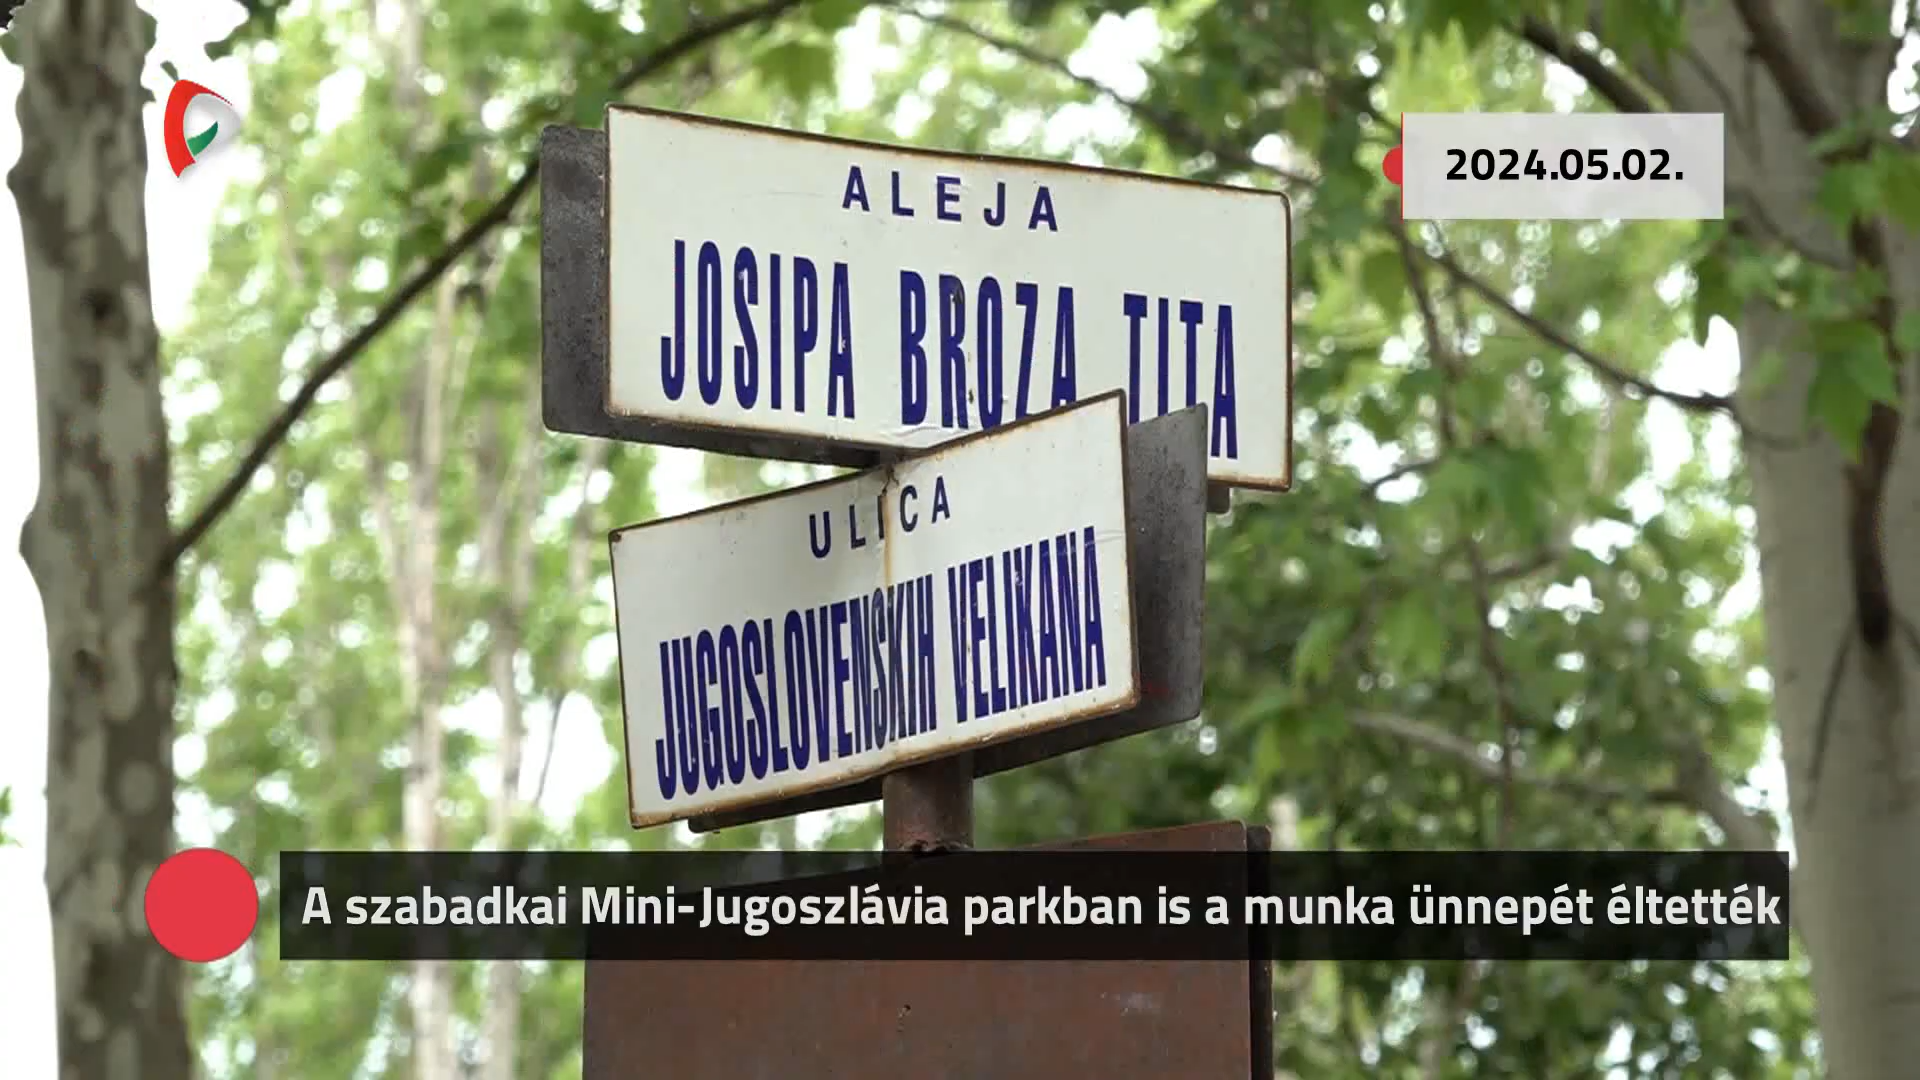 2024.05.02.
ALEJA
JOSIPA BROZA TITA
ULICA
JUGOSLOVENSKIH VELIKANA
A szabadkai Mini-Jugoszlávia parkban is a munka ünnepét éltették